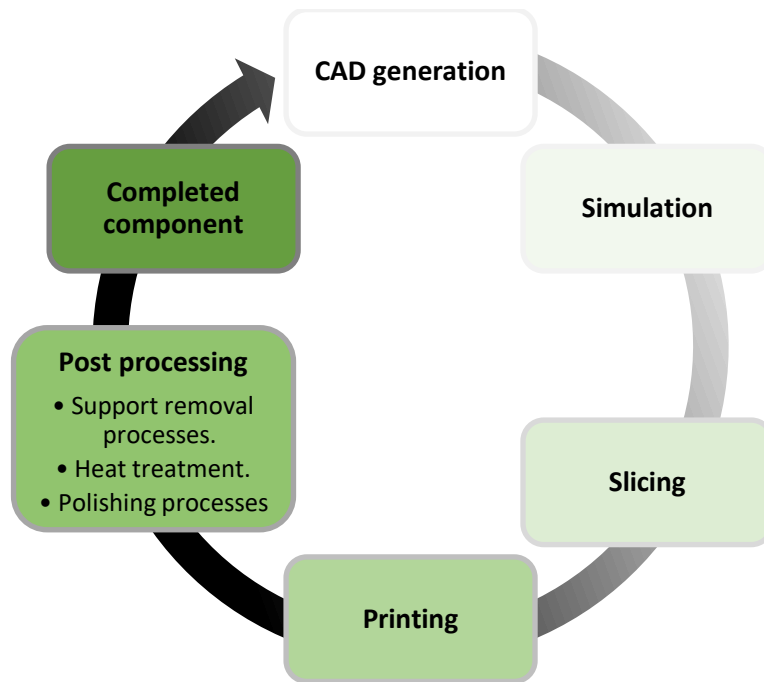 CAD generation
Simulation
Slicing
Printing
Post processing
• Support removal
processes.
• Heat treatment.
• Polishing processes
Completed
component